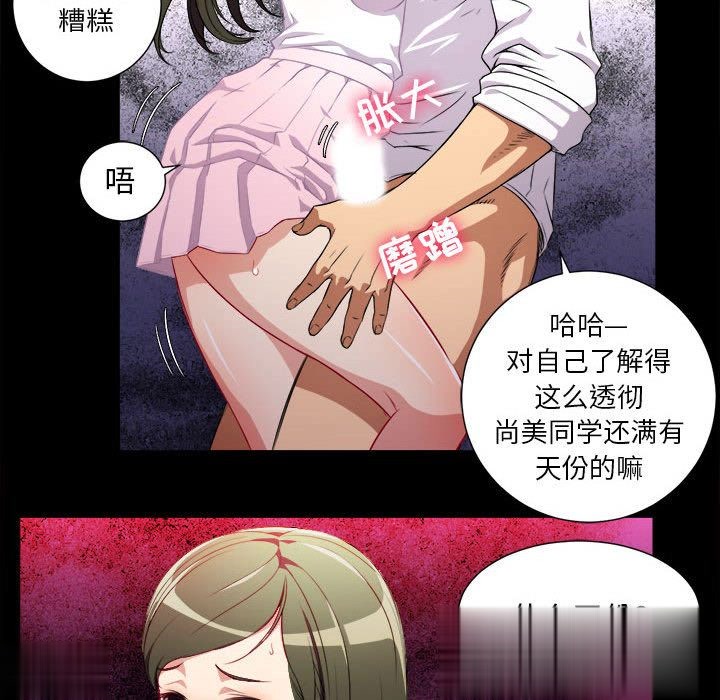 糟糕
胀大
唔
磨蹭
哈哈—
对自己了解得
这么透彻
尚美同学还满有
天份的嘛